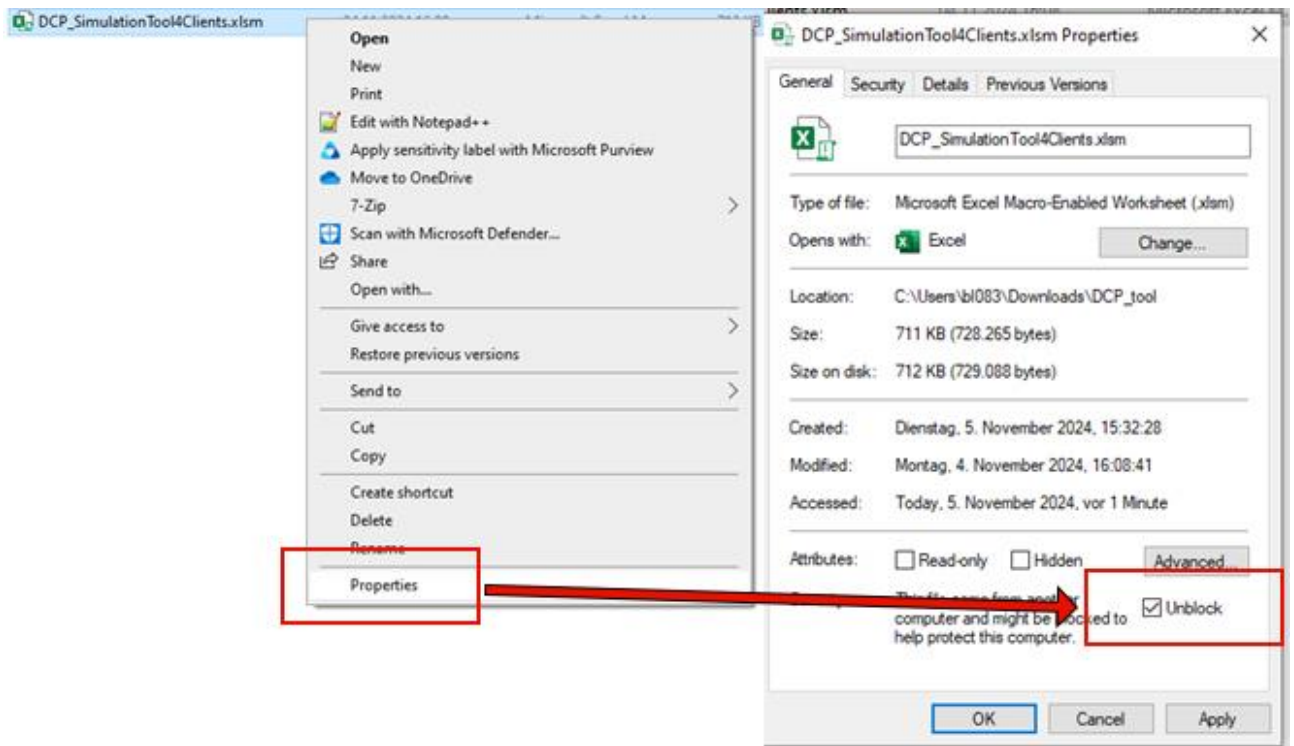 DCP_SimulationTool4Clients.xlsm
Open
New
Print
Edit with Notepad++
Apply sensitivity label with Microsoft Purview
Move to OneDrive
7-Zip
Scan with Microsoft Defender...
Share
Open with...
Give access to
Restore previous versions
Send to
Cut
Copy
Create shortcut
Delete
Rename
Properties
DCP_SimulationTool4Clients.xlsm Properties
General Security Details Previous Versions
DCP_SimulationTool4Clients.xlsm
Type of file: Microsoft Excel Macro-Enabled Worksheet (.xlsm)
Opens with: Excel Change...
Location: C:\Users\bl083\Downloads\DCP_tool
Size: 711 KB (728.265 bytes)
Size on disk: 712 KB (729.088 bytes)
Created: Dienstag, 5. November 2024, 15:32:28
Modified: Montag, 4. November 2024, 16:08:41
Accessed: Today, 5. November 2024, vor 1 Minute
Attributes: Read-only Hidden Advanced...
This file came from another
computer and might be blocked to
help protect this computer.
Unblock
OK Cancel Apply